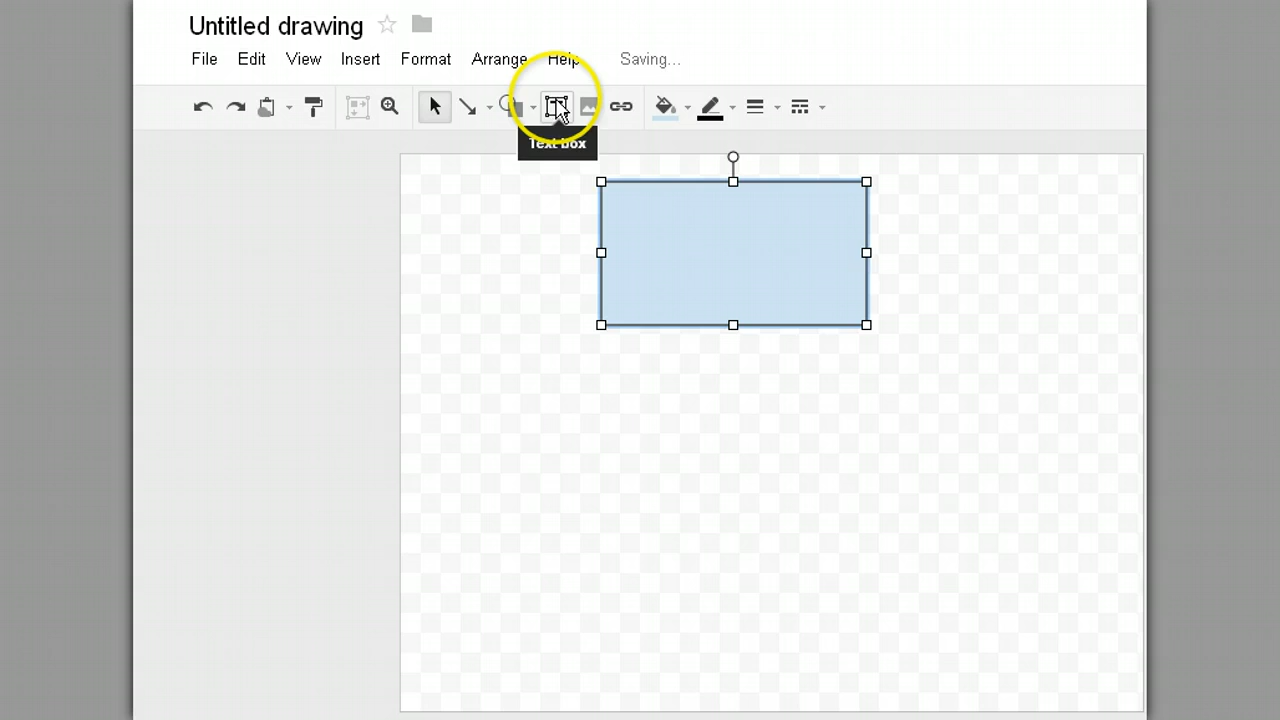 Untitled drawing
File Edit View Insert Format Arrange Help Saving...
Text box